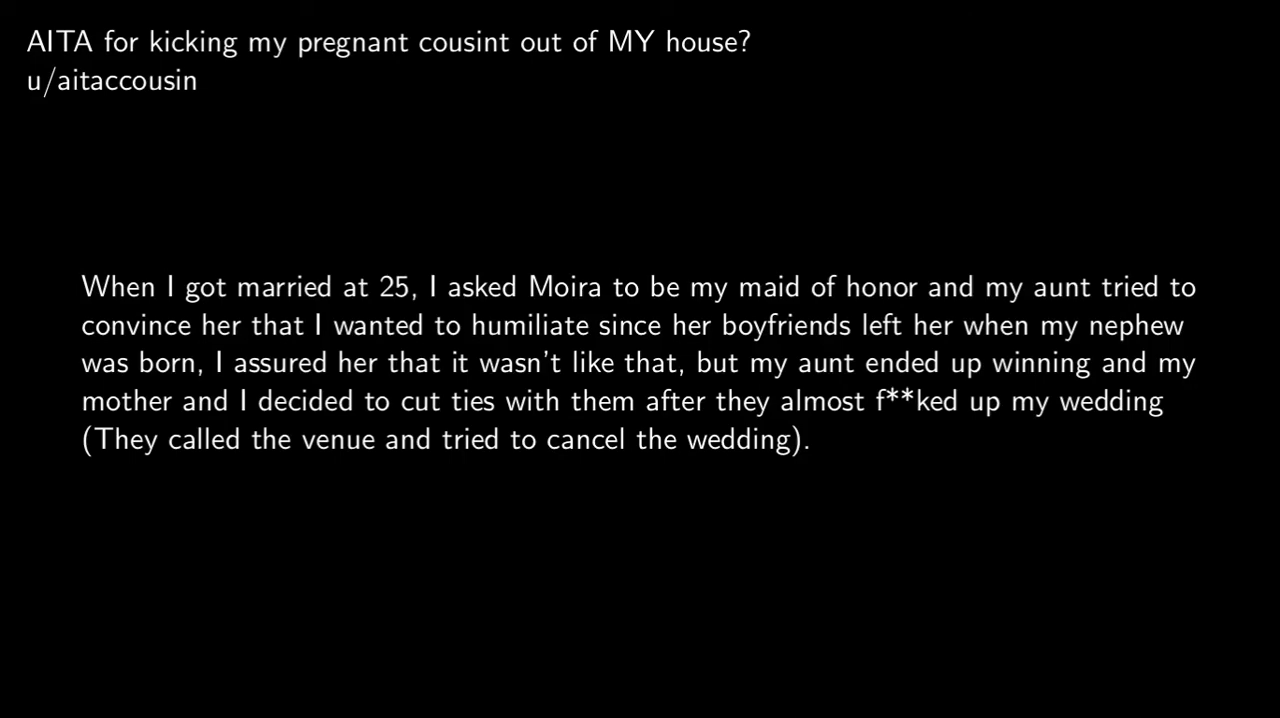 AITA for kicking my pregnant cousint out of MY house?
u/aitaccousin
When I got married at 25, I asked Moira to be my maid of honor and my aunt tried to
convince her that I wanted to humiliate since her boyfriends left her when my nephew
was born, I assured her that it wasn't like that, but my aunt ended up winning and my
mother and I decided to cut ties with them after they almost f**ked up my wedding
(They called the venue and tried to cancel the wedding).